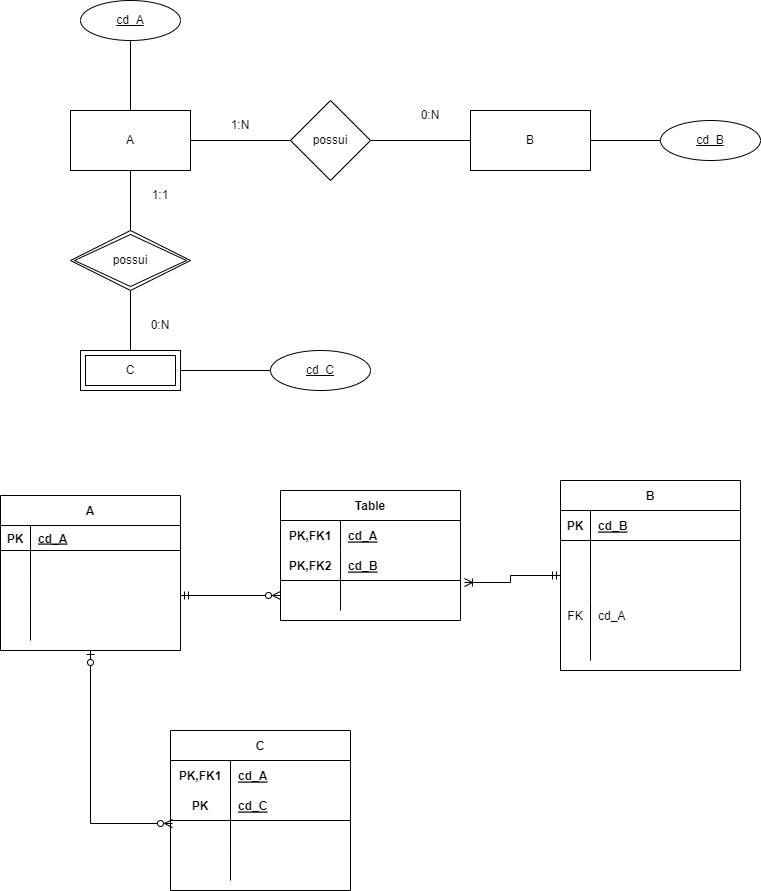 cd_A
A
1:N
possui
0:N
B
cd_B
1:1
possui
0:N
C
cd_C
A
PK cd_A
Table
PK,FK1 cd_A
PK,FK2 cd_B
B
PK cd_B
FK cd_A
C
PK,FK1 cd_A
PK cd_C